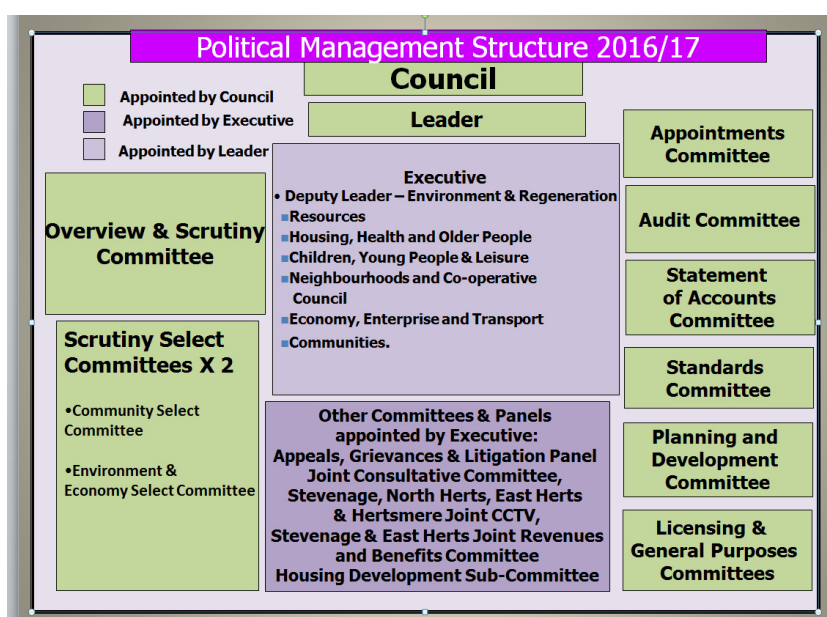 Political Management Structure 2016/17
Council
Leader
Appointed by Council
Appointed by Executive
Appointed by Leader
Overview & Scrutiny
Committee
Scrutiny Select
Committees X 2
•Community Select
Committee
•Environment &
Economy Select Committee
Executive
• Deputy Leader – Environment & Regeneration
Resources
Housing, Health and Older People
Children, Young People & Leisure
Neighbourhoods and Co-operative
Council
Economy, Enterprise and Transport
Communities.
Other Committees & Panels
appointed by Executive:
Appeals, Grievances & Litigation Panel
Joint Consultative Committee,
Stevenage, North Herts, East Herts
& Hertsmere Joint CCTV,
Stevenage & East Herts Joint Revenues
and Benefits Committee
Housing Development Sub-Committee
Appointments
Committee
Audit Committee
Statement
of Accounts
Committee
Standards
Committee
Planning and
Development
Committee
Licensing &
General Purposes
Committees